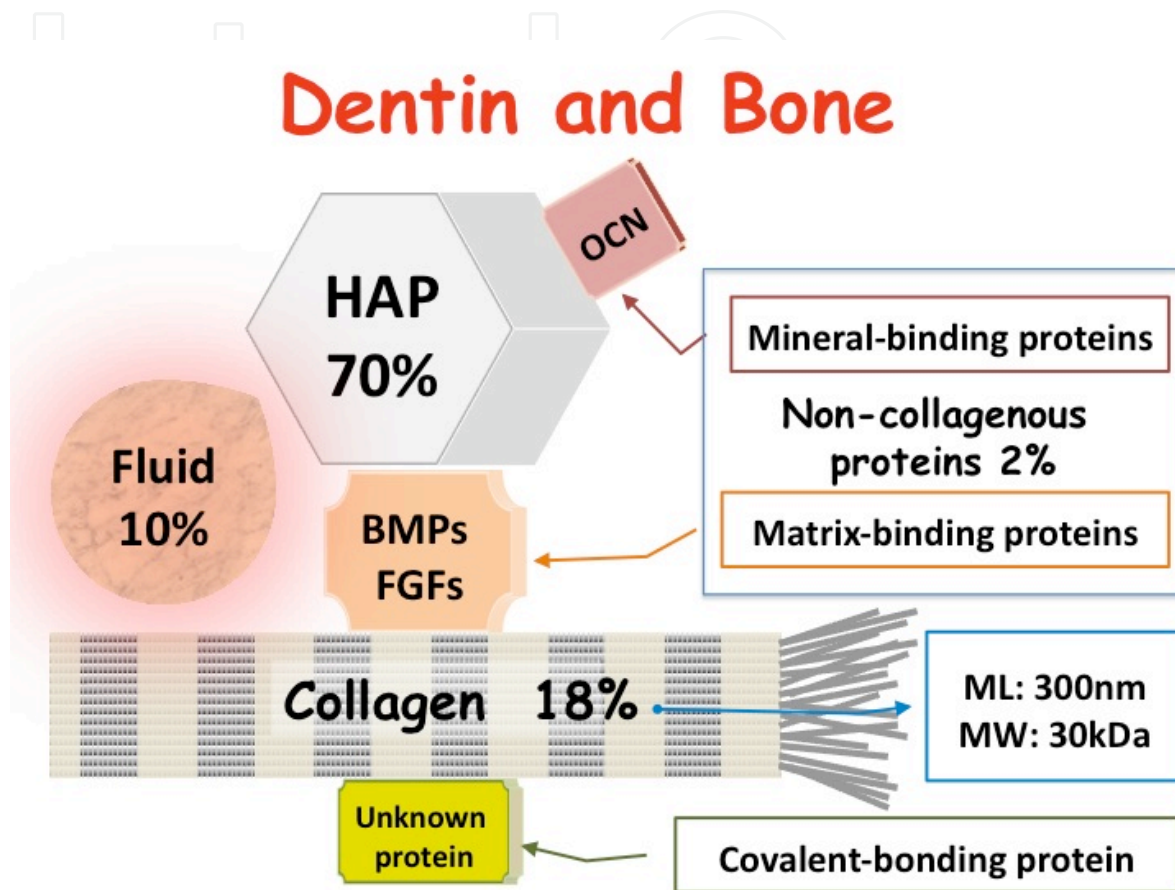 Dentin and Bone
OCN
HAP
70%
Mineral-binding proteins
Non-collagenous
proteins 2%
Matrix-binding proteins
Fluid
10%
BMPs
FGFs
Collagen 18%
ML: 300nm
MW: 30kDa
Unknown
protein
Covalent-bonding protein